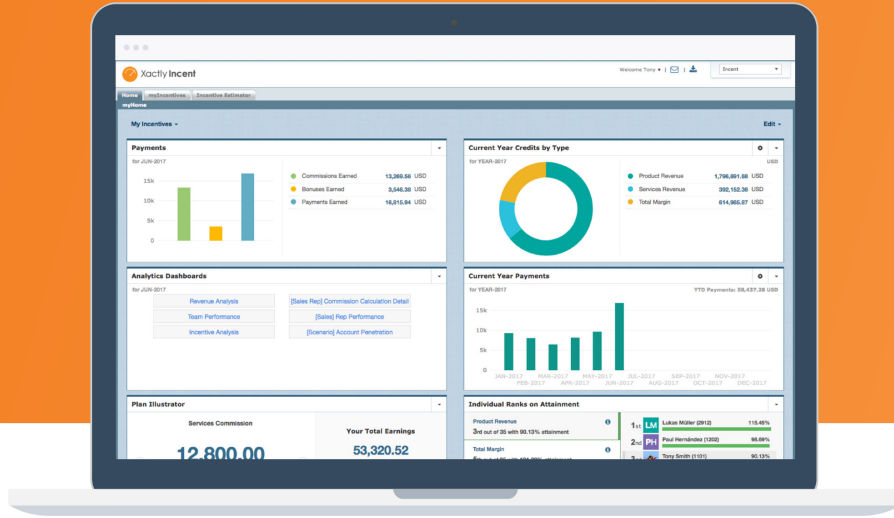 Xactly Incent
Welcome Tony
Incent
Home myIncentives Incentive Estimator
myHome
My Incentives
Edit
Payments
for JUN-2017
15k
10k
5k
0
Commissions Earned 13,269.56 USD
Bonuses Earned 3,546.38 USD
Payments Earned 16,815.94 USD
Current Year Credits by Type
for YEAR-2017 USD
Product Revenue 1,796,891.68 USD
Services Revenue 392,152.38 USD
Total Margin 614,985.87 USD
Analytics Dashboards
for JUN-2017
Revenue Analysis [Sales Rep] Commission Calculation Detail
Team Performance [Sales] Rep Performance
Incentive Analysis [Scenario] Account Penetration
Current Year Payments
for YEAR-2017 YTD Payments: 58,437.28 USD
15k
10k
5k
0
JAN-2017 MAR-2017 MAY-2017 JUL-2017 SEP-2017 NOV-2017
FEB-2017 APR-2017 JUN-2017 AUG-2017 OCT-2017 DEC-2017
Plan Illustrator
Services Commission
12,800.00
Your Total Earnings
53,320.52
Individual Ranks on Attainment
Product Revenue
3rd out of 35 with 90.13% attainment
Total Margin
1st LM Lukas Müller (2912) 115.45%
2nd PH Paul Hernández (1202) 98.69%
Tony Smith (1101) 90.13%